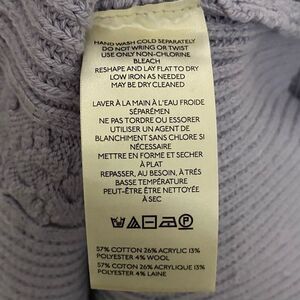 HAND WASH COLD SEPARATELY
DO NOT WRING OR TWIST
USE ONLY NON-CHLORINE
BLEACH
RESHAPE AND LAY FLAT TO DRY
LOW IRON AS NEEDED
MAY BE DRY CLEANED
LAVER À LA MAIN À L'EAU FROIDE
SÉPARÉMEN
NE PAS TORDRE OU ESSORER
UTILISER UN AGENT DE
BLANCHIMENT SANS CHLORE SI
NÉCESSAIRE
METTRE EN FORME ET SÉCHER
À PLAT
REPASSER, AU BESOIN, À TRÈS
BASSE TEMPÉRATURE
PEUT-ÊTRE ÊTRE NETTOYÉE
À SEC
57% COTTON 26% ACRYLIC 13%
POLYESTER 4% WOOL
57% COTON 26% ACRYLIQUE 13%
POLYESTER 4% LAINE